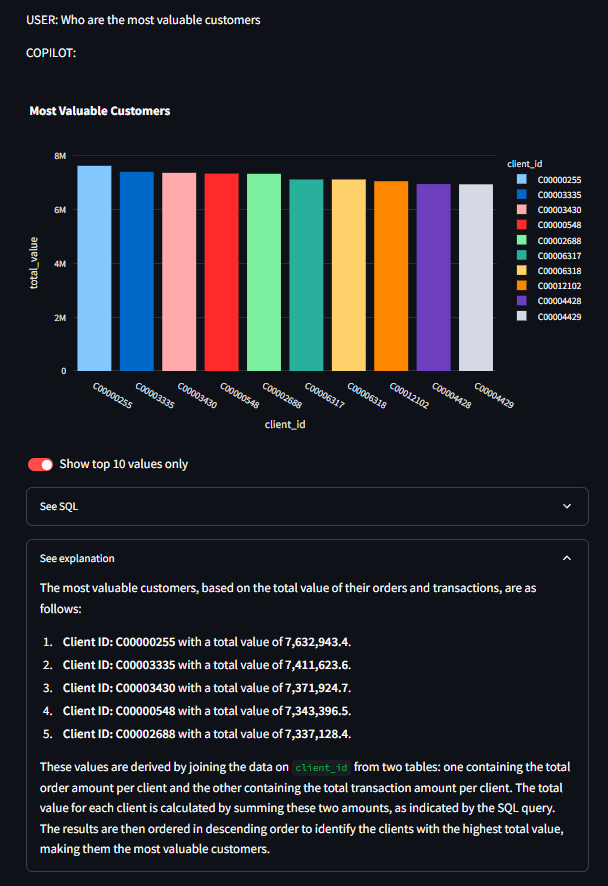 USER: Who are the most valuable customers
COPILOT:
Most Valuable Customers
client_id
C00000255
C00003335
C00003430
C00000548
C00002688
C00006317
C00006318
C00012102
C00004428
C00004429
total_value
8M
6M
4M
2M
0
C00000255
C00003335
C00003430
C00000548
C00002688
C00006317
C00006318
C00012102
C00004428
C00004429
client_id
Show top 10 values only
See SQL
See explanation
The most valuable customers, based on the total value of their orders and transactions, are as
follows:
1. Client ID: C00000255 with a total value of 7,632,943.4.
2. Client ID: C00003335 with a total value of 7,411,623.6.
3. Client ID: C00003430 with a total value of 7,371,924.7.
4. Client ID: C00000548 with a total value of 7,343,396.5.
5. Client ID: C00002688 with a total value of 7,337,128.4.
These values are derived by joining the data on client_id from two tables: one containing the total
order amount per client and the other containing the total transaction amount per client. The total
value for each client is calculated by summing these two amounts, as indicated by the SQL query.
The results are then ordered in descending order to identify the clients with the highest total value,
making them the most valuable customers.